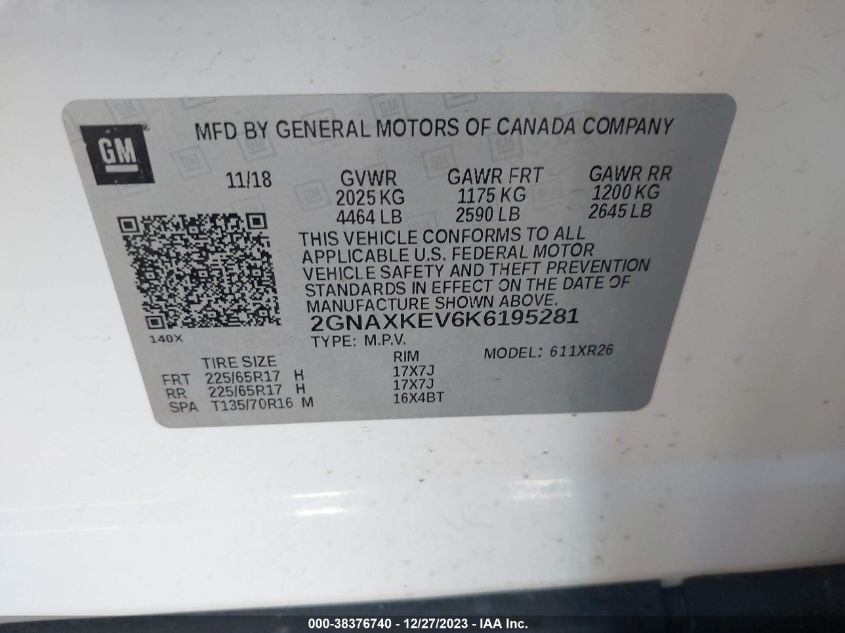 GM
MFD BY GENERAL MOTORS OF CANADA COMPANY
11/18 GVWR GAWR FRT GAWR RR
2025 KG 1175 KG 1200 KG
4464 LB 2590 LB 2645 LB
THIS VEHICLE CONFORMS TO ALL
APPLICABLE U.S. FEDERAL MOTOR
VEHICLE SAFETY AND THEFT PREVENTION
STANDARDS IN EFFECT ON THE DATE OF
MANUFACTURE SHOWN ABOVE.
2GNAXKEV6K6195281
140X
TYPE: M.P.V. MODEL: 611XR26
TIRE SIZE RIM
FRT 225/65R17 H 17X7J
RR 225/65R17 H 17X7J
SPA T135/70R16 M 16X4BT
000-38376740 - 12/27/2023 - IAA Inc.